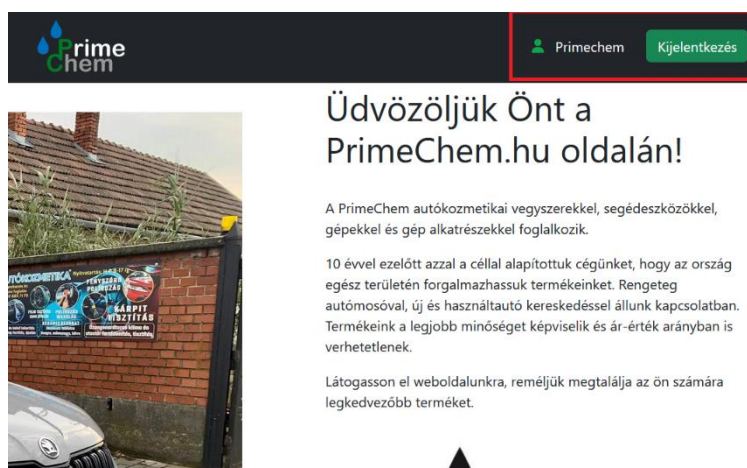 Prime
Chem
Primechem
Kijelentkezés
Üdvözöljük Önt a
PrimeChem.hu oldalán!
A PrimeChem autókozmetikai vegyszerekkel, segédeszközökkel,
gépekkel és gép alkatrészekkel foglalkozik.
10 évvel ezelőtt azzal a céllal alapítottuk cégünket, hogy az ország
egész területén forgalmazhassuk termékeinket. Rengeteg
autómosóval, új és használtautó kereskedéssel állunk kapcsolatban.
Termékeink a legjobb minőséget képviselik és ár-érték arányban is
verhetetlenek.
Látogasson el weboldalunkra, reméljük megtalálja az ön számára
legkedvezőbb terméket.
FÉNYSZÓRÓ
POLÍROZÁS
KÁRPIT
TISZTÍTÁS